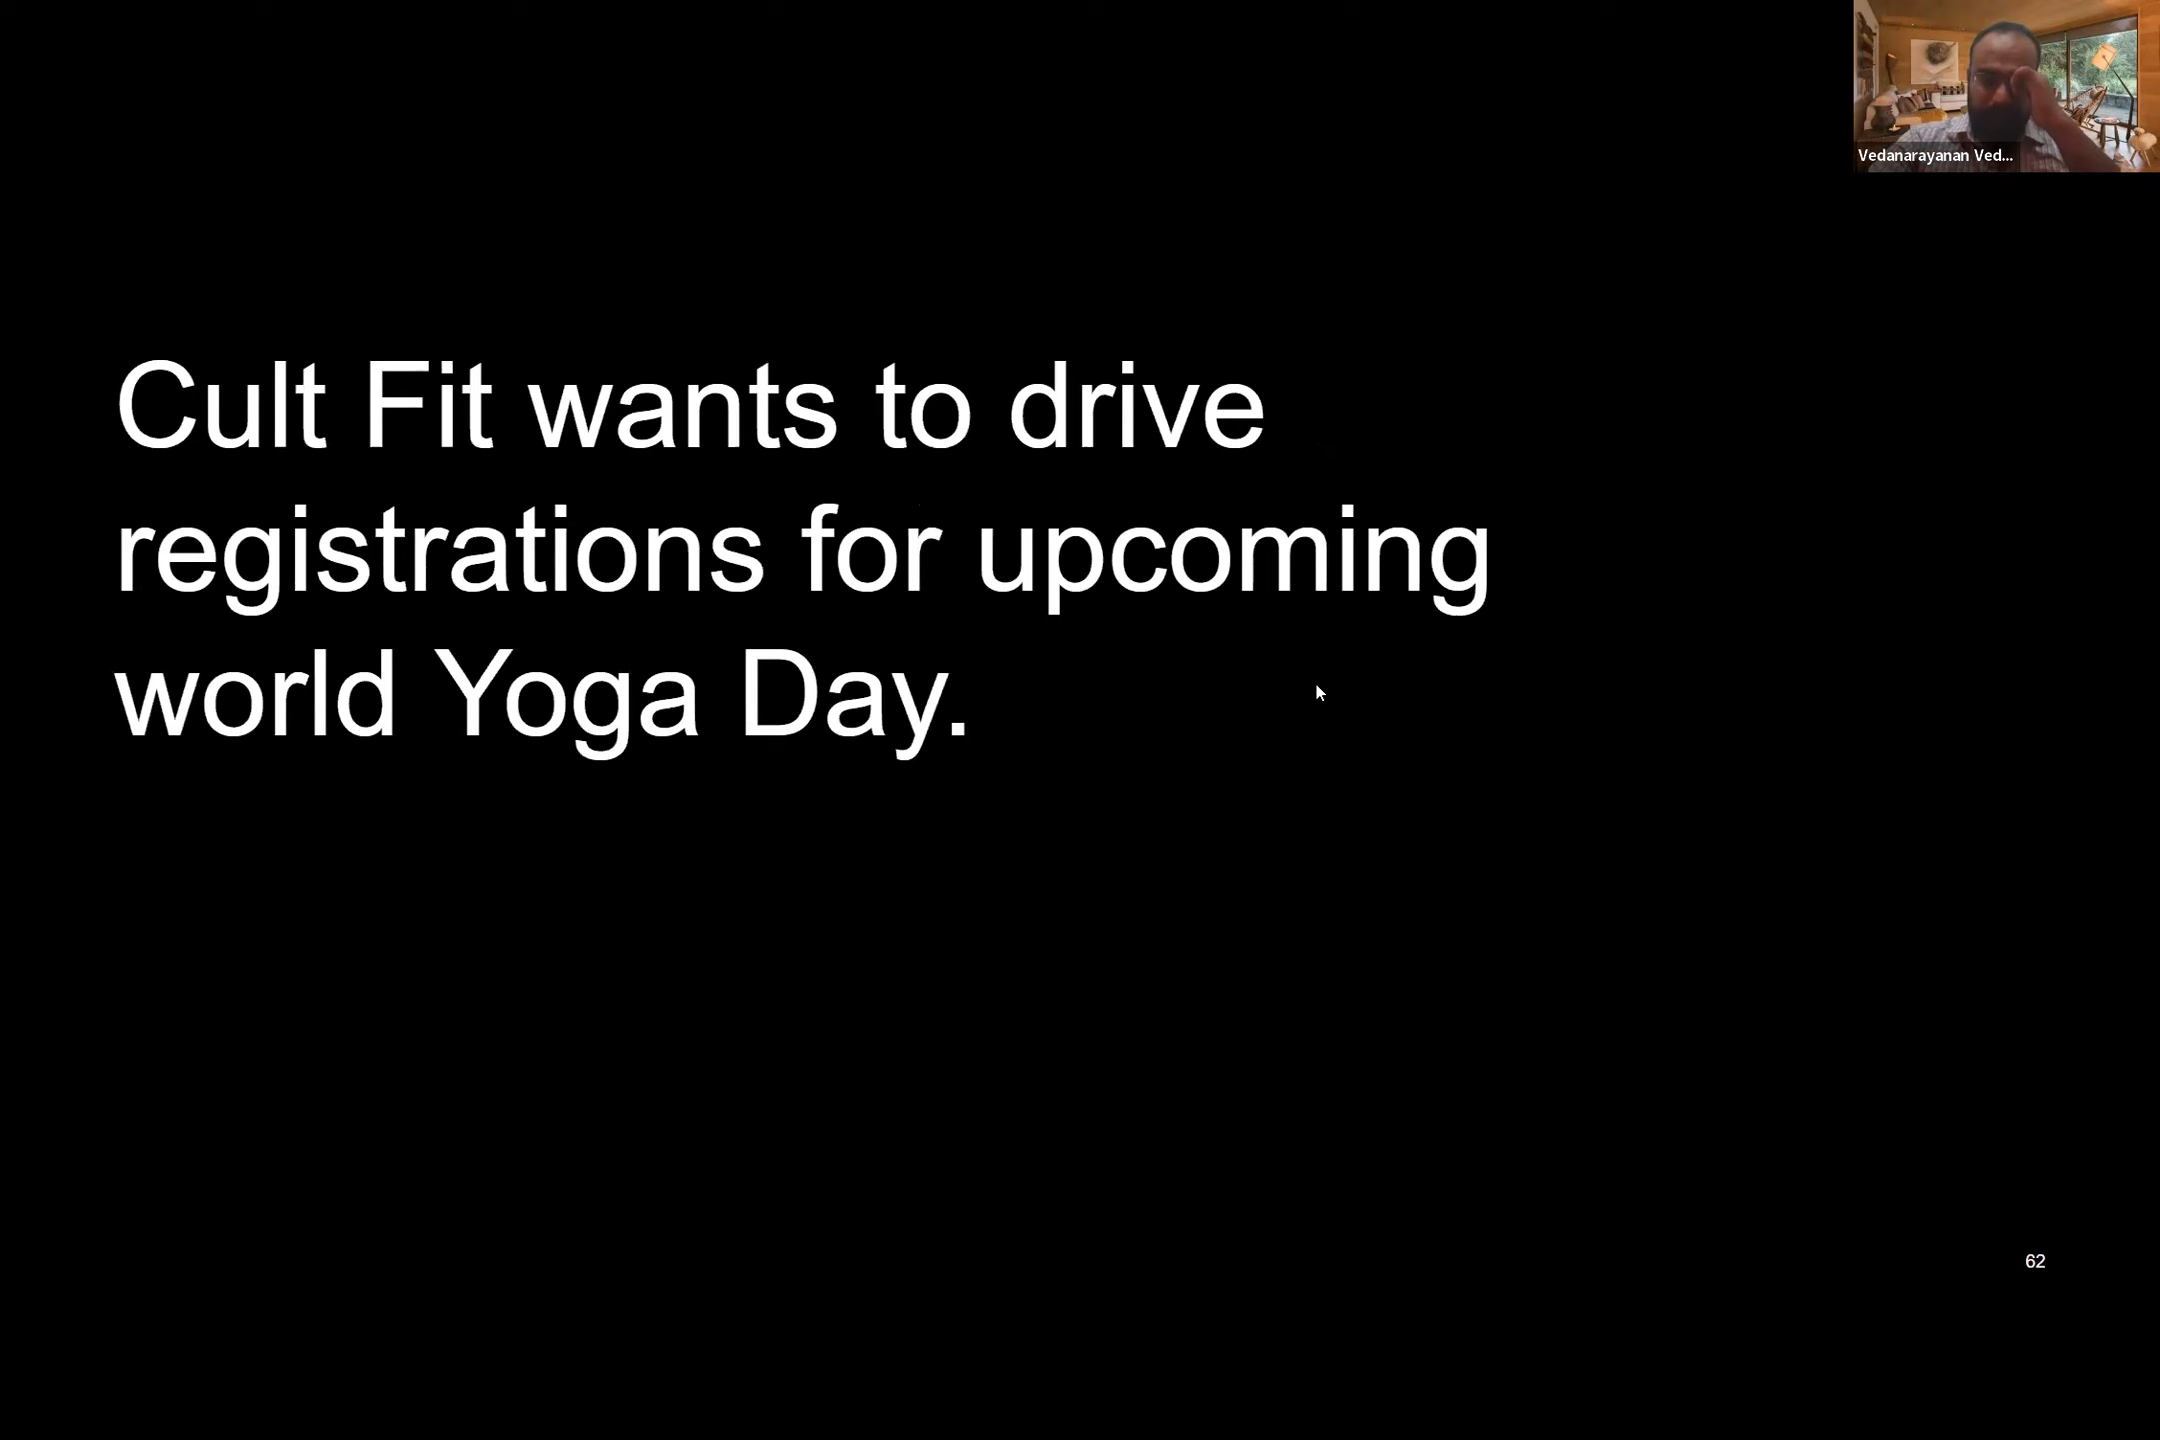 Vedanarayanan Ved...
Cult Fit wants to drive
registrations for upcoming
world Yoga Day.
62